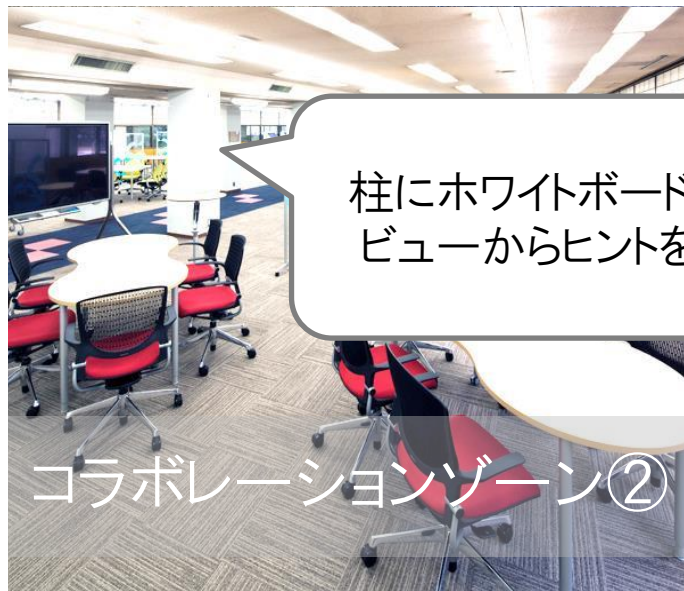 柱にホワイトボード
ビューからヒントを
コラボレーションゾーン②